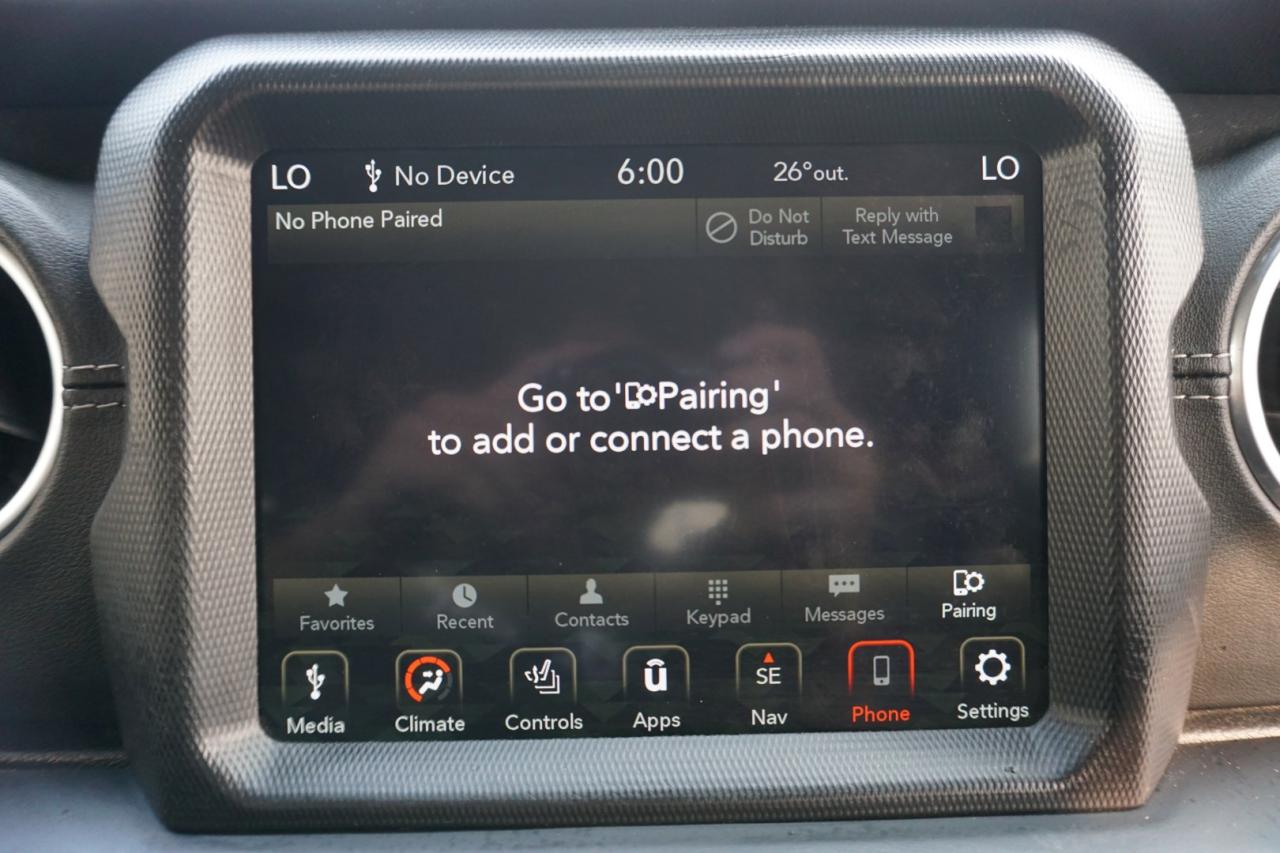 LO No Device 6:00 26°out. LO
No Phone Paired
Do Not
Disturb
Reply with
Text Message
Go to 'Pairing'
to add or connect a phone.
Favorites Recent Contacts Keypad Messages Pairing
SE
Media Climate Controls Apps Nav Phone Settings